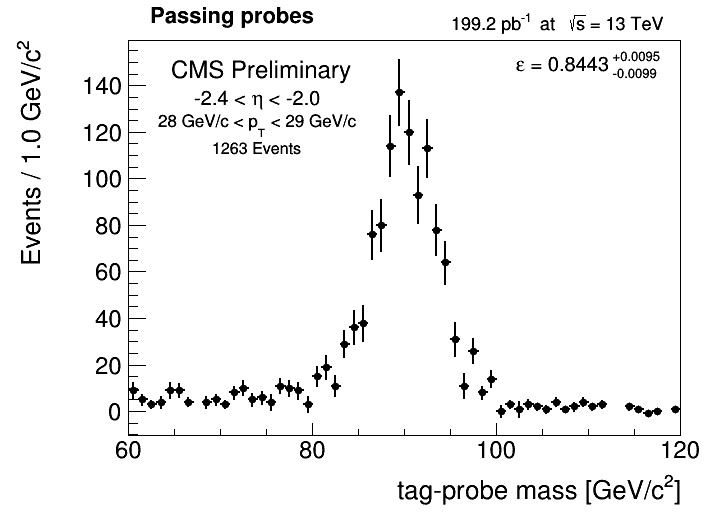 Passing probes
199.2 pb⁻¹ at √s = 13 TeV
CMS Preliminary
-2.4 < η < -2.0
28 GeV/c < p_T < 29 GeV/c
1263 Events
ε = 0.8443 +0.0095 -0.0099
Events / 1.0 GeV/c²
140
120
100
80
60
40
20
0
60 80 100 120
tag-probe mass [GeV/c²]